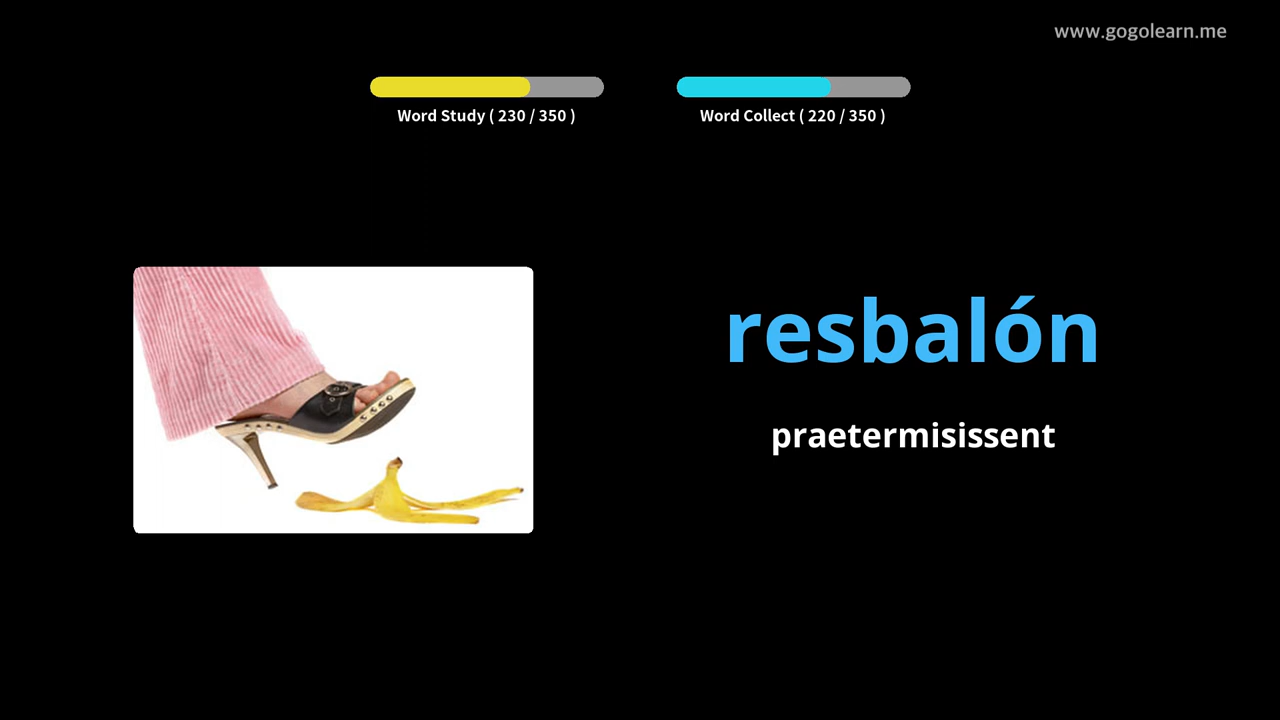 www.gogolearn.me
Word Study ( 230 / 350 )
Word Collect ( 220 / 350 )
resbalón
praetermisissent